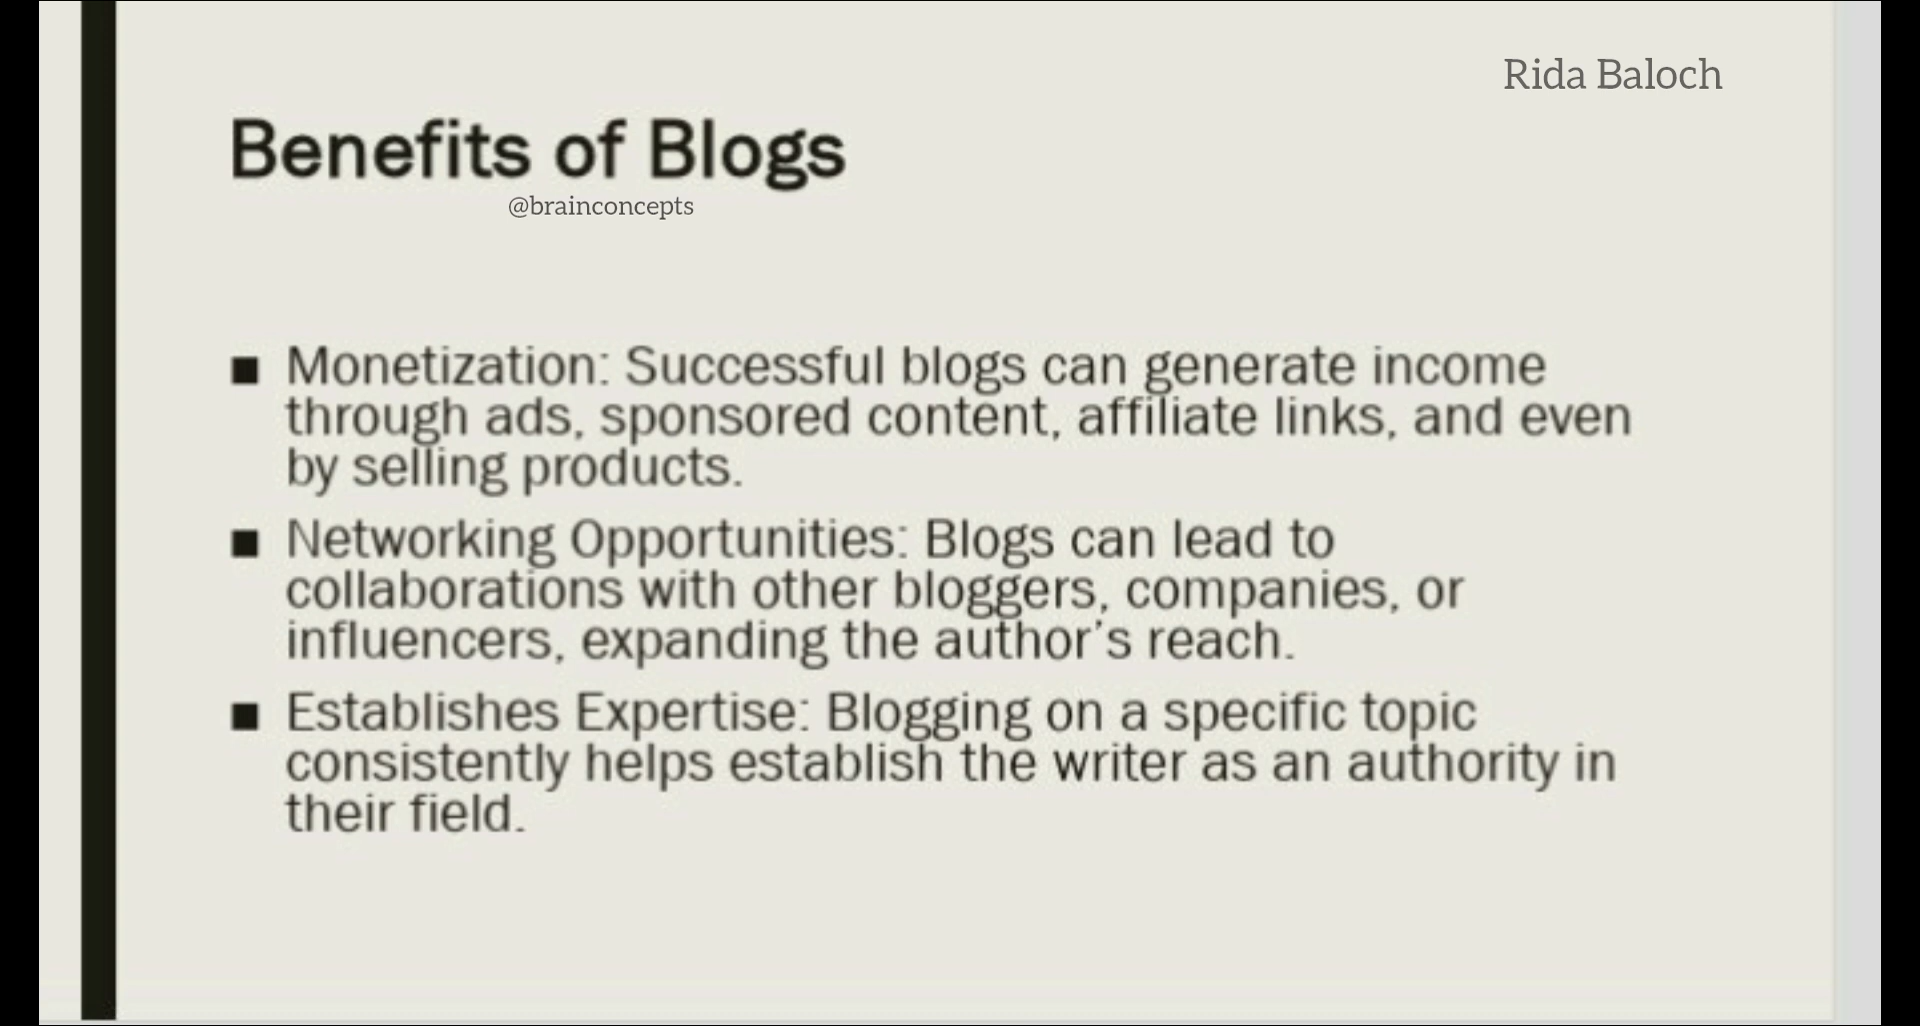 Rida Baloch
Benefits of Blogs
@brainconcepts
■ Monetization: Successful blogs can generate income
through ads, sponsored content, affiliate links, and even
by selling products.
■ Networking Opportunities: Blogs can lead to
collaborations with other bloggers, companies, or
influencers, expanding the author's reach.
■ Establishes Expertise: Blogging on a specific topic
consistently helps establish the writer as an authority in
their field.